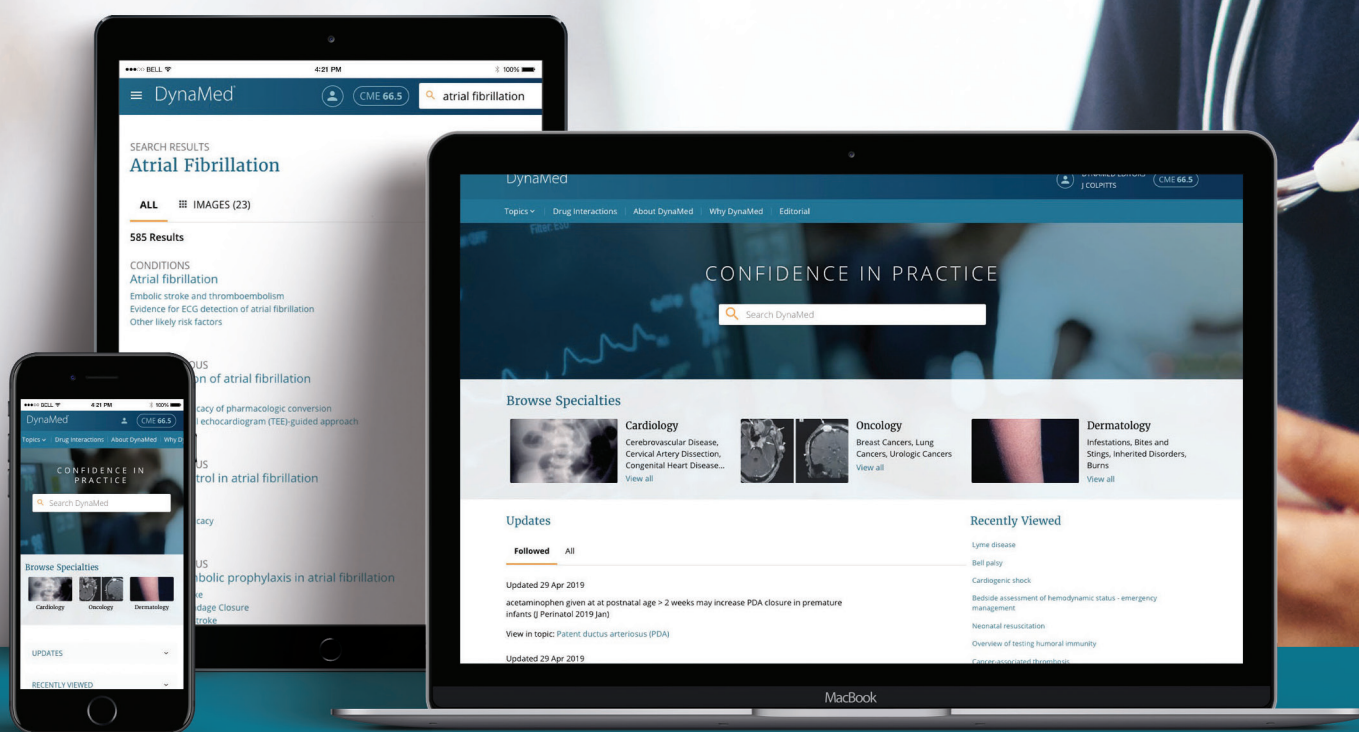 BELL
4:21 PM
100%
DynaMed
CME 66.5
atrial fibrillation
SEARCH RESULTS
Atrial Fibrillation
ALL
IMAGES (23)
585 Results
CONDITIONS
Atrial fibrillation
Embolic stroke and thromboembolism
Evidence for ECG detection of atrial fibrillation
Other likely risk factors
of atrial fibrillation
of pharmacologic conversion
echocardiogram (TEE)-guided approach
in atrial fibrillation
prophylaxis in atrial fibrillation
Closure
BELL
4:21 PM
100%
DynaMed
CME 66.5
Topics
Drug Interactions
About DynaMed
Why
CONFIDENCE IN
PRACTICE
Search DynaMed
Browse Specialties
Cardiology
Oncology
Dermatology
UPDATES
RECENTLY VIEWED
DynaMed
J COLPITTS
CME 66.5
Topics
Drug Interactions
About DynaMed
Why DynaMed
Editorial
CONFIDENCE IN PRACTICE
Search DynaMed
Browse Specialties
Cardiology
Cerebrovascular Disease,
Cervical Artery Dissection,
Congenital Heart Disease...
View all
Oncology
Breast Cancers, Lung
Cancers, Urologic Cancers
View all
Dermatology
Infestations, Bites and
Stings, Inherited Disorders,
Burns
View all
Updates
Followed
All
Updated 29 Apr 2019
acetaminophen given at at postnatal age > 2 weeks may increase PDA closure in premature
infants (J Perinatol 2019 Jan)
View in topic: Patent ductus arteriosus (PDA)
Updated 29 Apr 2019
Recently Viewed
Lyme disease
Bell palsy
Cardiogenic shock
Bedside assessment of hemodynamic status - emergency
management
Neonatal resuscitation
Overview of testing humoral immunity
Cancer-associated thrombosis
MacBook